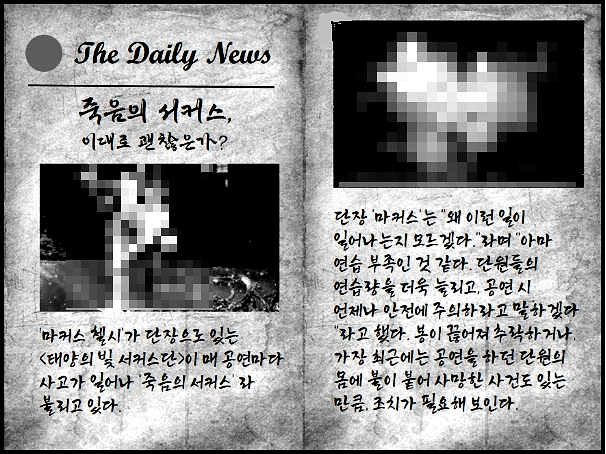 The Daily News
죽음의 서커스,
이대로 괜찮은가?
'마커스 첼시'가 단장으로 있는
<태양의 빛 서커스단>이 매 공연마다
사고가 일어나 '죽음의 서커스' 라
불리고 있다.
단장 '마커스'는 "왜 이런 일이
일어나는지 모르겠다."라며 "아마
연습 부족인 것 같다. 단원들의
연습량을 더욱 늘리고, 공연 시
언제나 안전에 주의하라고 말하겠다
"라고 했다. 봉이 끊어져 추락하거나,
가장 최근에는 공연을 하던 단원의
몸에 불이 붙어 사망한 사건도 있는
만큼, 조치가 필요해 보인다.